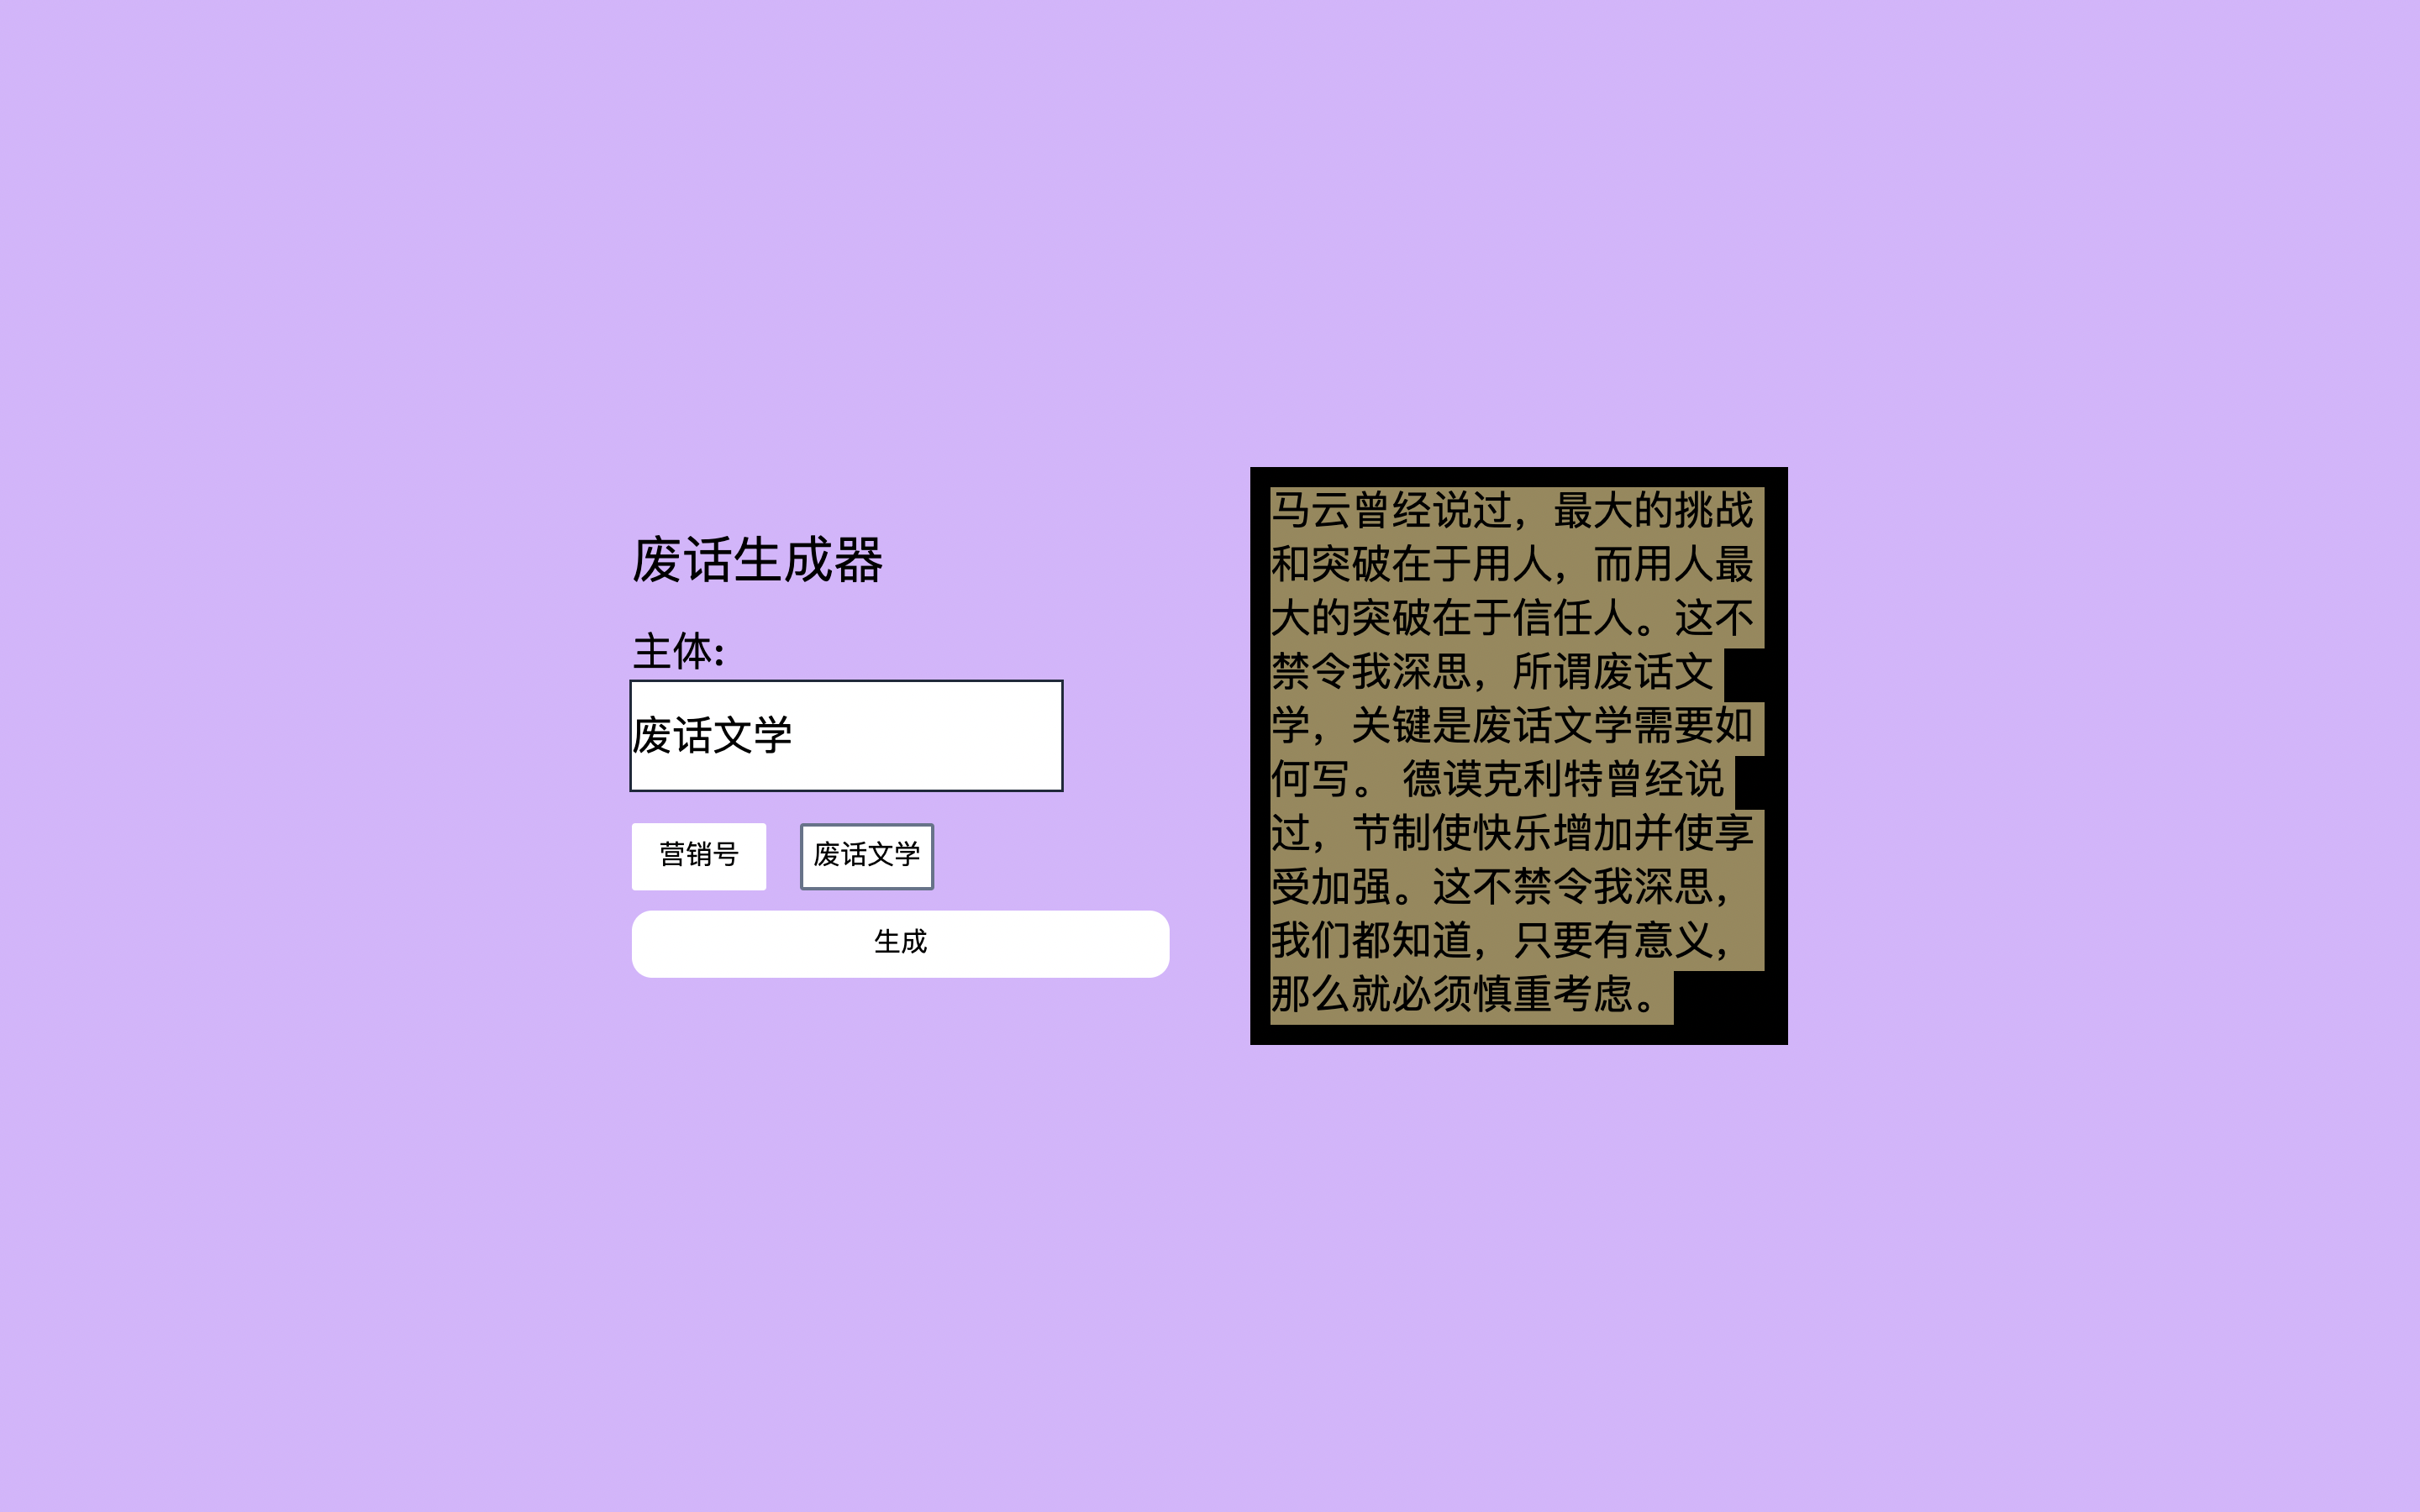 废话生成器
主体:
废话文学
营销号
废话文学
生成
马云曾经说过，最大的挑战
和突破在于用人，而用人最
大的突破在于信任人。这不
禁令我深思，所谓废话文
学，关键是废话文学需要如
何写。 德谟克利特曾经说
过，节制使快乐增加并使享
受加强。这不禁令我深思，
我们都知道，只要有意义，
那么就必须慎重考虑。